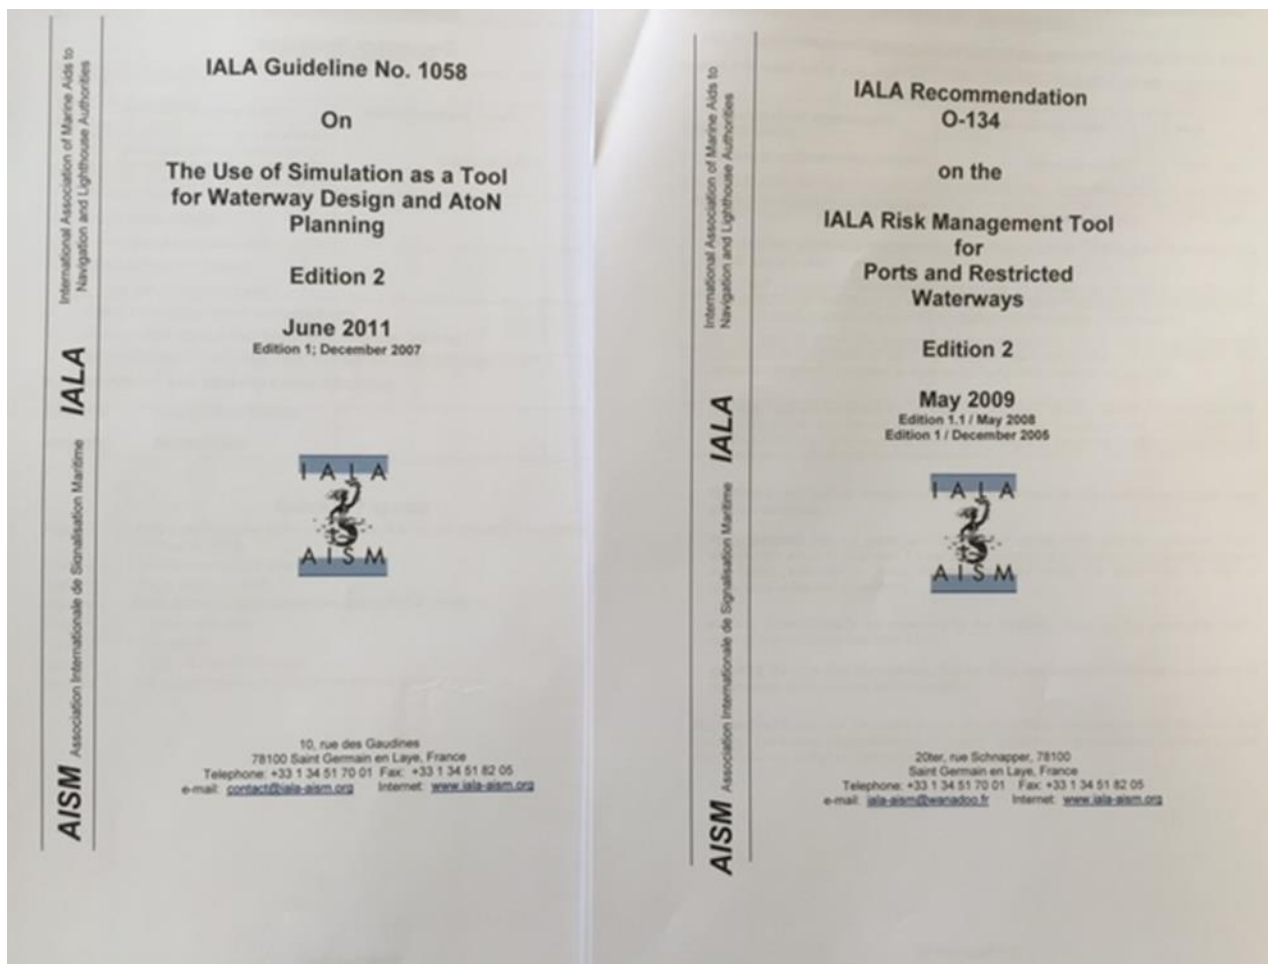 International Association of Marine Aids to
Navigation and Lighthouse Authorities
IALA
AISM Association Internationale de Signalisation Maritime
IALA Guideline No. 1058
On
The Use of Simulation as a Tool
for Waterway Design and AtoN
Planning
Edition 2
June 2011
Edition 1; December 2007
I A L A
A I S M
10, rue des Gaudines
78100 Saint Germain en Laye, France
Telephone: +33 1 34 51 70 01 Fax: +33 1 34 51 82 05
e-mail: contact@iala-aism.org Internet: www.iala-aism.org
International Association of Marine Aids to
Navigation and Lighthouse Authorities
IALA
AISM Association Internationale de Signalisation Maritime
IALA Recommendation
O-134
on the
IALA Risk Management Tool
for
Ports and Restricted
Waterways
Edition 2
May 2009
Edition 1.1 / May 2008
Edition 1 / December 2005
I A L A
A I S M
20ter, rue Schnapper, 78100
Saint Germain en Laye, France
Telephone: +33 1 34 51 70 01 Fax: +33 1 34 51 82 05
e-mail: iala-aism@wanadoo.fr Internet: www.iala-aism.org